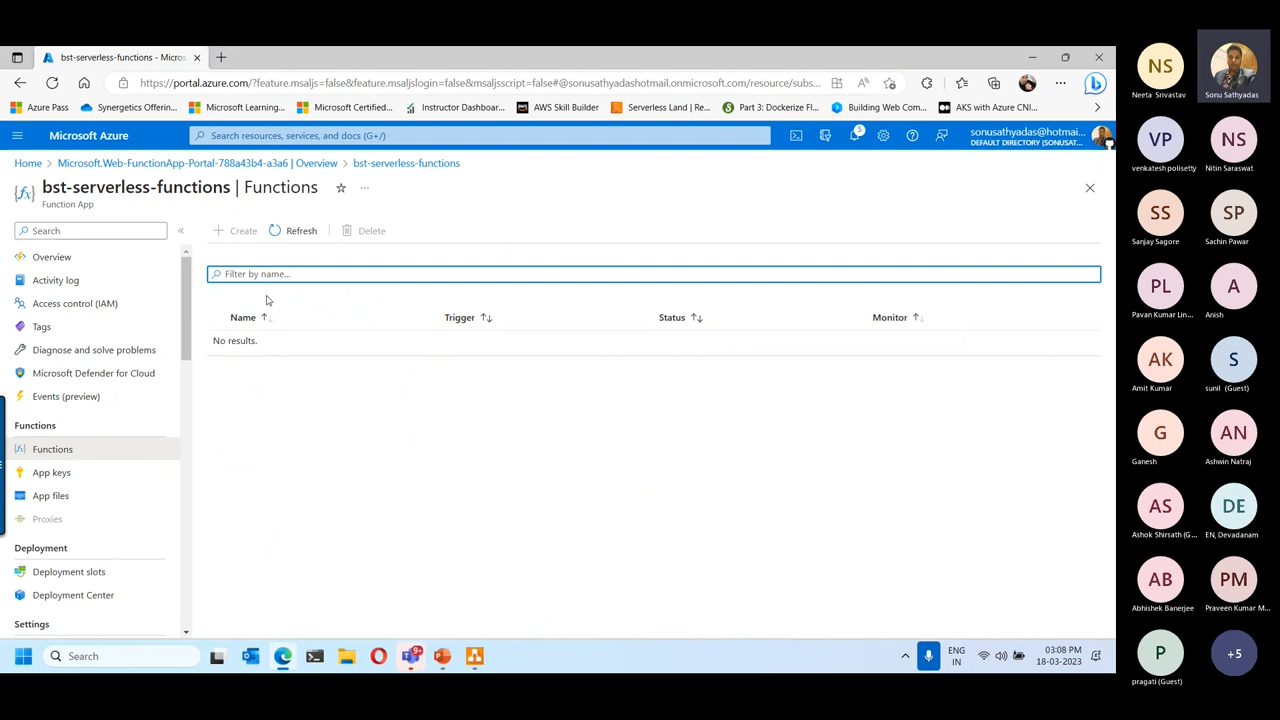 bst-serverless-functions - Micros
https://portal.azure.com/?feature.msaljs=false&feature.msaljslogin=false&msaljsscript=false#@sonusathyadashotmail.onmicrosoft.com/resource/subs...
Azure Pass
Synergetics Offering...
Microsoft Learning...
Microsoft Certified...
Instructor Dashboar...
AWS Skill Builder
Serverless Land | Re...
Part 3: Dockerize Fl...
Building Web Com...
AKS with Azure CNI...
Microsoft Azure
Search resources, services, and docs (G+/)
5
sonusathyadas@hotmai...
DEFAULT DIRECTORY (SONUSAT...
Home > Microsoft.Web-FunctionApp-Portal-788a43b4-a3a6 | Overview > bst-serverless-functions
bst-serverless-functions | Functions
Function App
Search
Overview
Activity log
Access control (IAM)
Tags
Diagnose and solve problems
Microsoft Defender for Cloud
Events (preview)
Functions
Functions
App keys
App files
Proxies
Deployment
Deployment slots
Deployment Center
Settings
Create
Refresh
Delete
Filter by name...
Name
Trigger
Status
Monitor
No results.
Search
9+
ENG
IN
03:08 PM
18-03-2023
NS
Neeta Srivastav
Sonu Sathyadas
VP
venkatesh polisetty
NS
Nitin Saraswat
SS
Sanjay Sagore
SP
Sachin Pawar
PL
Pavan Kumar Lin...
A
Anish
AK
Amit Kumar
S
sunil (Guest)
G
Ganesh
AN
Ashwin Natraj
AS
Ashok Shirsath (G...
DE
EN, Devadanam
AB
Abhishek Banerjee
PM
Praveen Kumar M...
P
pragati (Guest)
+5